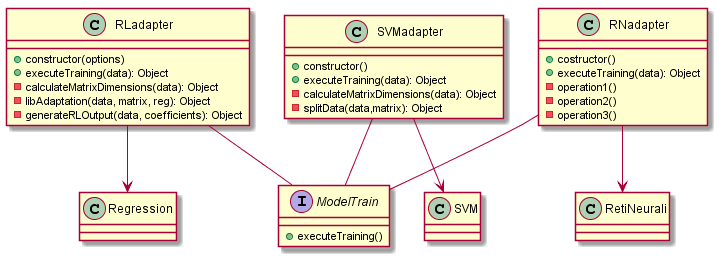 C RLadapter
constructor(options)
executeTraining(data): Object
calculateMatrixDimensions(data): Object
libAdaptation(data, matrix, reg): Object
generateRLOutput(data, coefficients): Object
C SVMadapter
constructor()
executeTraining(data): Object
calculateMatrixDimensions(data): Object
splitData(data,matrix): Object
C RNadapter
costructor()
executeTraining(data): Object
operation1()
operation2()
operation3()
C Regression
I ModelTrain
executeTraining()
C SVM
C RetiNeurali